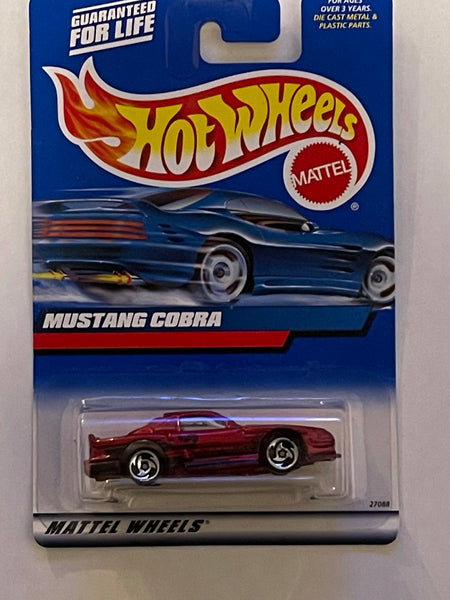 GUARANTEED
FOR LIFE
FOR AGES
OVER 3 YEARS.
DIE CAST METAL &
PLASTIC PARTS.
HOT WHEELS
MATTEL
®
MUSTANG COBRA
27088
MATTEL WHEELS®